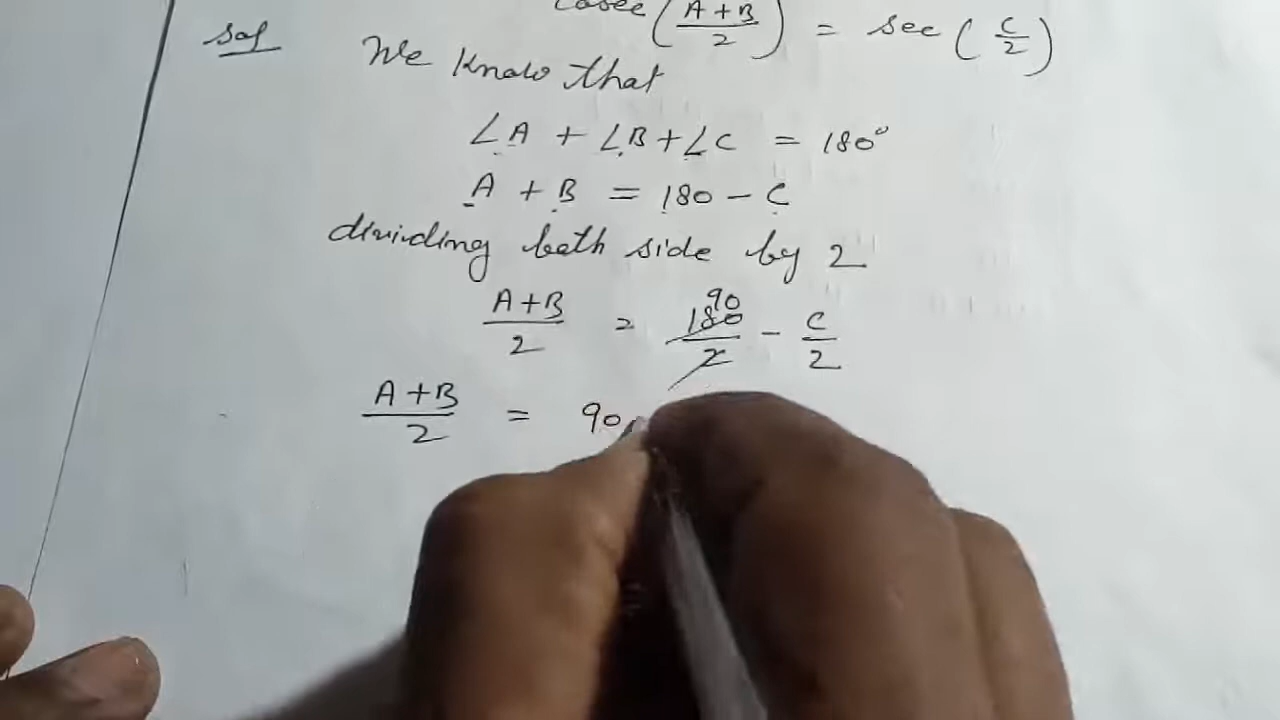 Cosec (A+B/2) = sec (C/2)
Sol We know that
∠A + ∠B + ∠C = 180°
A + B = 180 - C
dividing both side by 2
A+B/2 = 180/2 90 - C/2
A+B/2 = 90